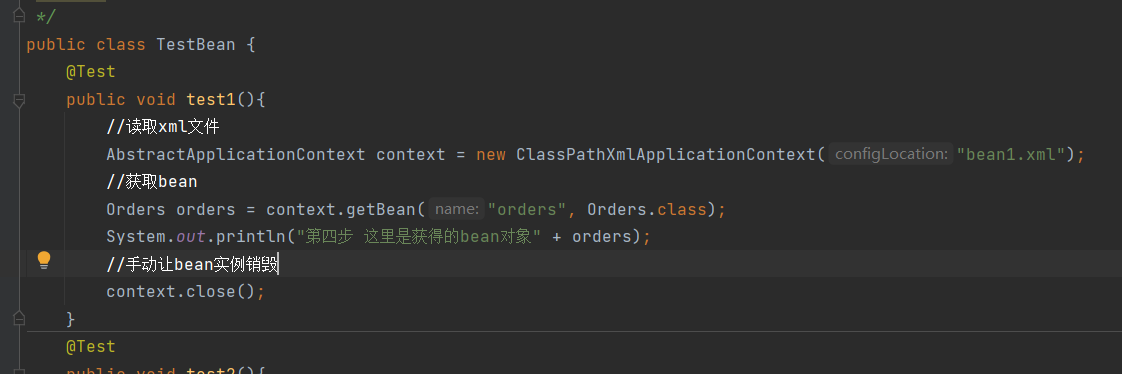 */
public class TestBean {
@Test
public void test1(){
//读取xml文件
AbstractApplicationContext context = new ClassPathXmlApplicationContext( configLocation: "bean1.xml");
//获取bean
Orders orders = context.getBean( name: "orders", Orders.class);
System.out.println("第四步 这里是获得的bean对象" + orders);
//手动让bean实例销毁
context.close();
}
@Test
public void test2(){